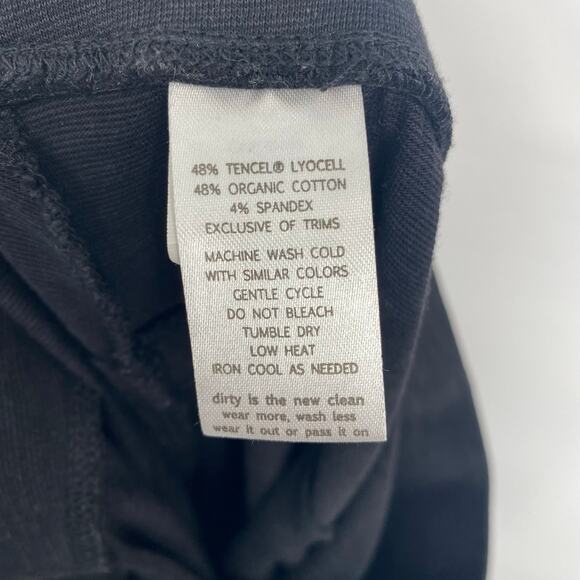 48% TENCEL® LYOCELL
48% ORGANIC COTTON
4% SPANDEX
EXCLUSIVE OF TRIMS
MACHINE WASH COLD
WITH SIMILAR COLORS
GENTLE CYCLE
DO NOT BLEACH
TUMBLE DRY
LOW HEAT
IRON COOL AS NEEDED
dirty is the new clean
wear more, wash less
wear it out or pass it on